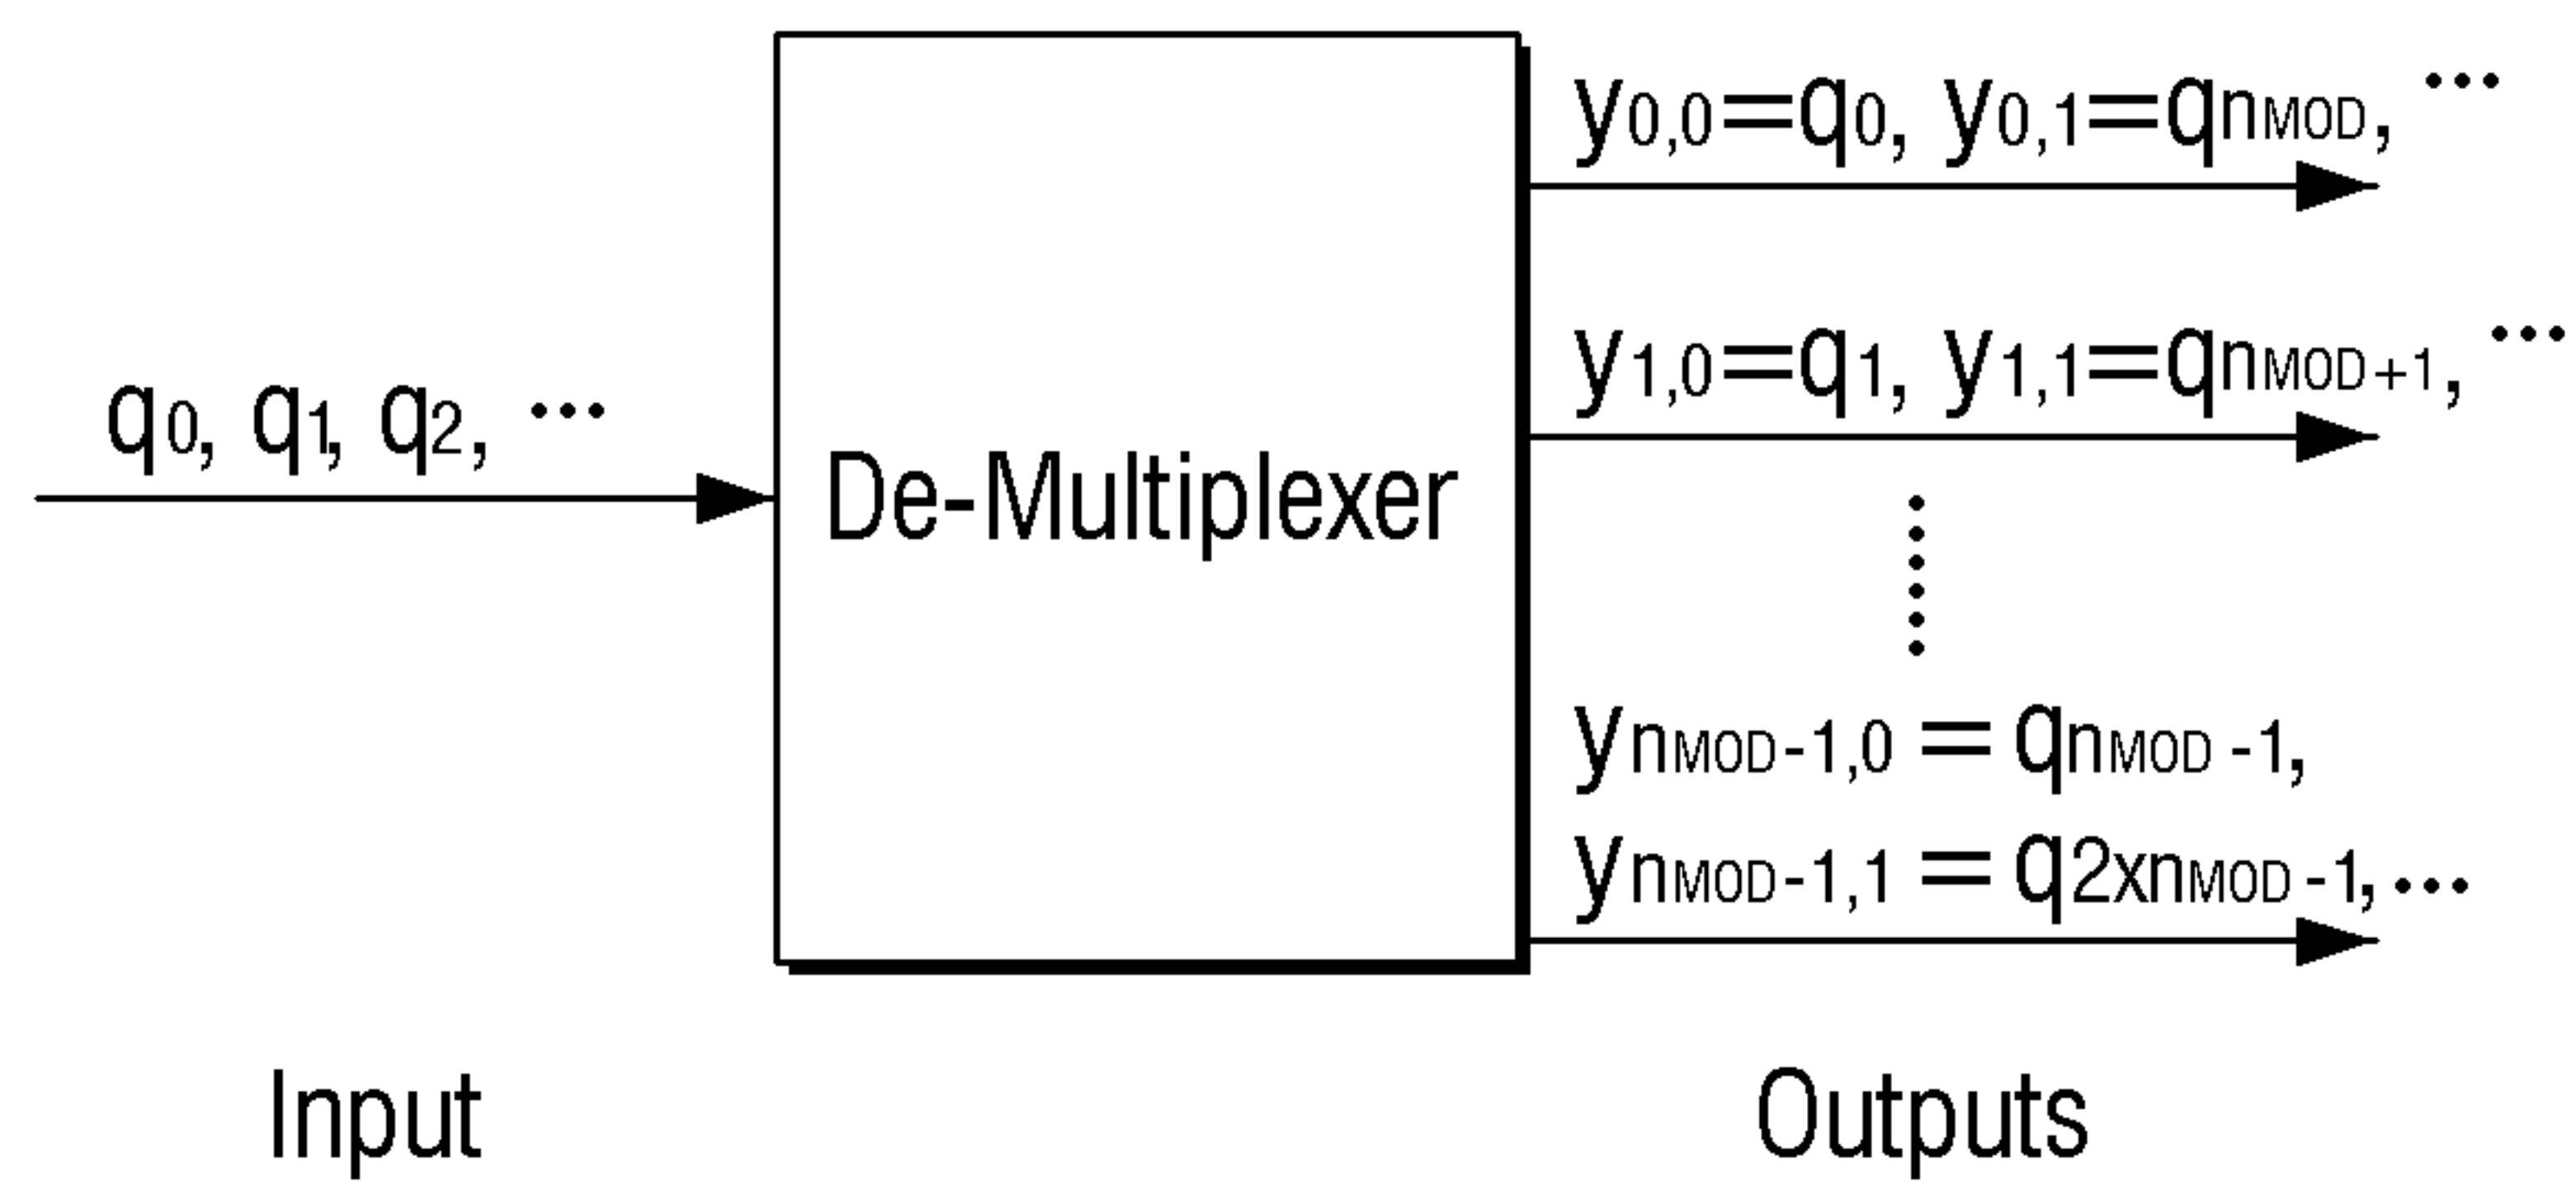 y0,0=q0, y0,1=qnMOD, ...
y1,0=q1, y1,1=qnMOD+1, ...
q0, q1, q2, ...
De-Multiplexer
ynMOD-1,0 = qnMOD -1,
ynMOD-1,1 = q2xnMOD -1, ...
Input
Outputs